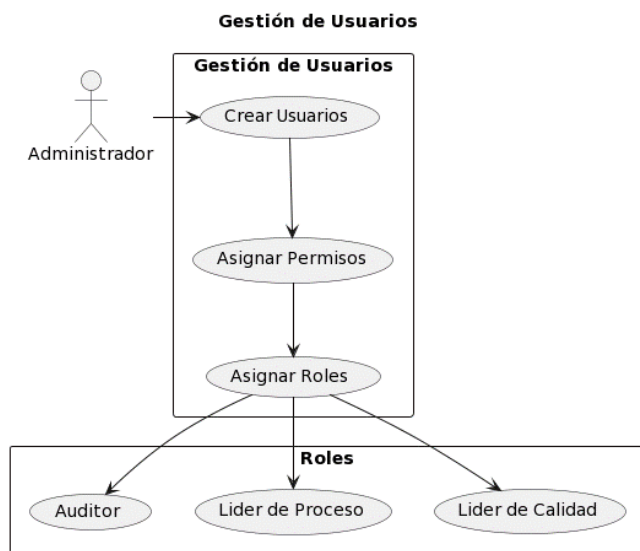 Gestión de Usuarios
Gestión de Usuarios
Crear Usuarios
Administrador
Asignar Permisos
Asignar Roles
Roles
Auditor
Lider de Proceso
Lider de Calidad